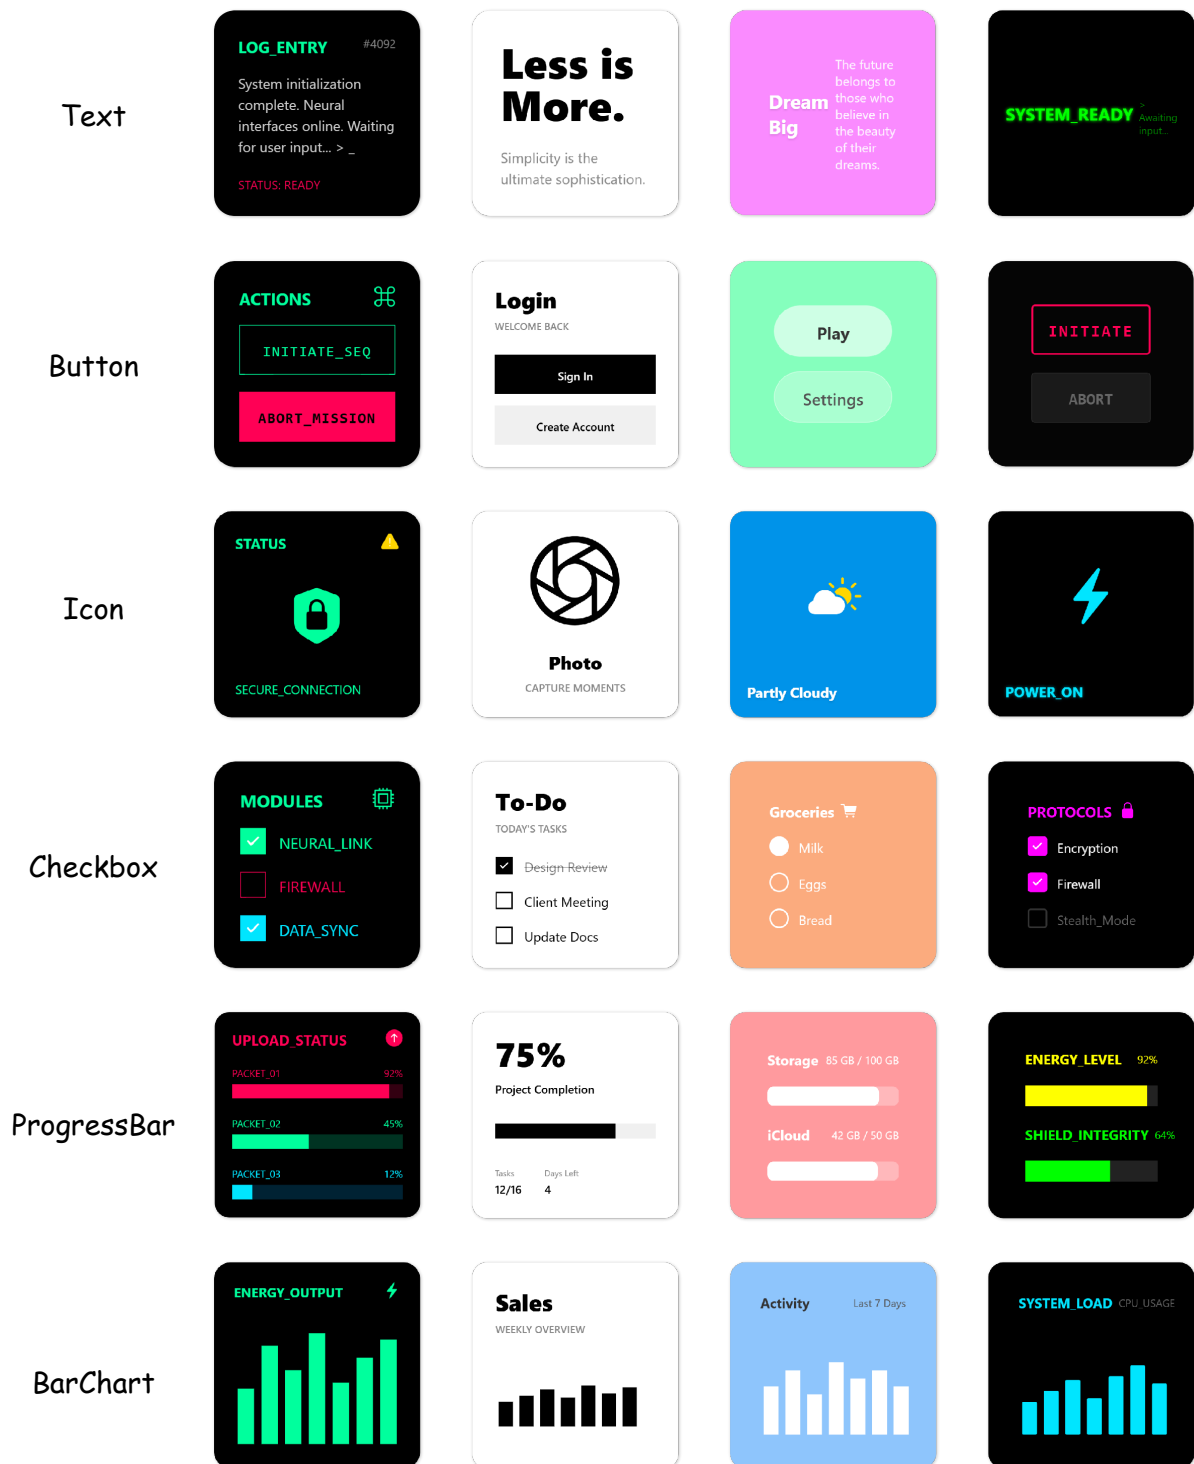 Text
LOG_ENTRY
#4092
System initialization
complete. Neural
interfaces online. Waiting
for user input... > _
STATUS: READY
Less is
More.
Simplicity is the
ultimate sophistication.
Dream
Big
The future
belongs to
those who
believe in
the beauty
of their
dreams.
SYSTEM_READY
>
Awaiting
input...
Button
ACTIONS
INITIATE_SEQ
ABORT_MISSION
Login
WELCOME BACK
Sign In
Create Account
Play
Settings
INITIATE
ABORT
Icon
STATUS
SECURE_CONNECTION
Photo
CAPTURE MOMENTS
Partly Cloudy
POWER_ON
Checkbox
MODULES
NEURAL_LINK
FIREWALL
DATA_SYNC
To-Do
TODAY'S TASKS
Design Review
Client Meeting
Update Docs
Groceries
Milk
Eggs
Bread
PROTOCOLS
Encryption
Firewall
Stealth_Mode
ProgressBar
UPLOAD_STATUS
PACKET_01 92%
PACKET_02 45%
PACKET_03 12%
75%
Project Completion
Tasks Days Left
12/16 4
Storage 85 GB / 100 GB
iCloud 42 GB / 50 GB
ENERGY_LEVEL 92%
SHIELD_INTEGRITY 64%
BarChart
ENERGY_OUTPUT
Sales
WEEKLY OVERVIEW
Activity Last 7 Days
SYSTEM_LOAD CPU_USAGE